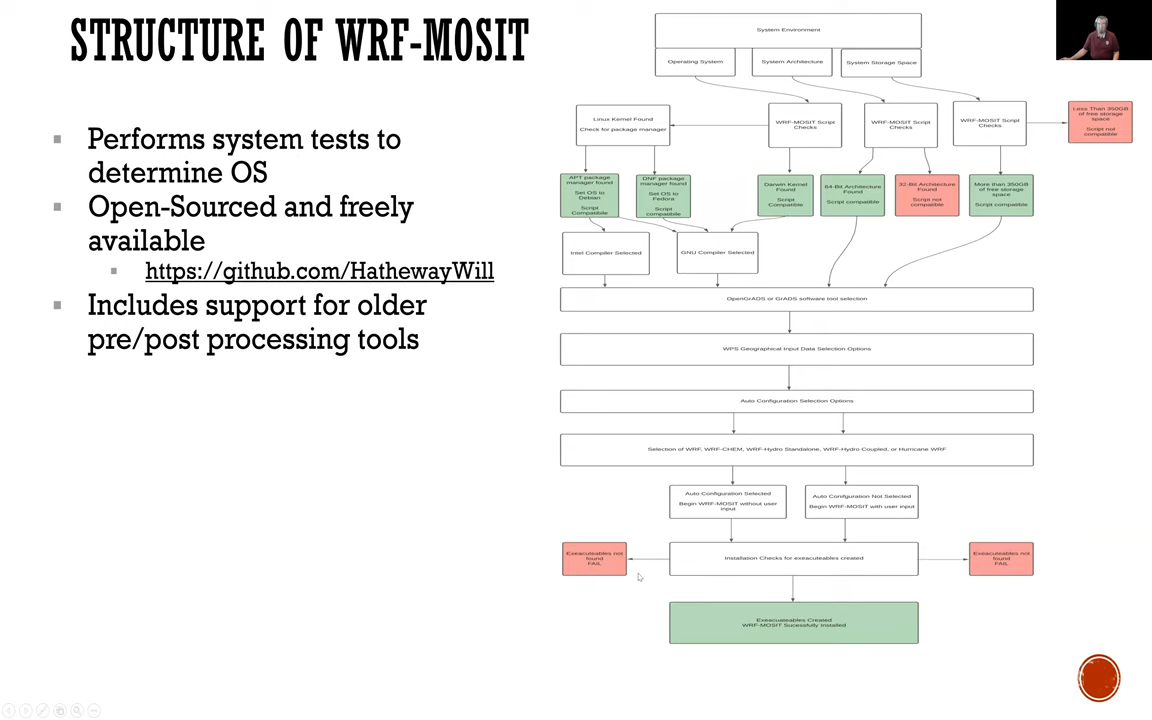 STRUCTURE OF WRF-MOSIT
Performs system tests to
determine OS
Open-Sourced and freely
available
https://github.com/HathewayWill
Includes support for older
pre/post processing tools
System Environment
Operating System
System Architecture
System Storage Space
Linux Kernel Found
Check for package manager
WRF-MOSIT Script
Checks
WRF-MOSIT Script
Checks
WRF-MOSIT Script
Checks
Less Than 350GB
of free storage
space
Script not
compatible
APT package
manager found
Set OS to
Debian
Script
Compatibile
DNF package
manager found
Set OS to
Fedora
Script
compatible
Darwin Kernel
Found
Script
Compatible
64-Bit Architecture
Found
Script compatible
32-Bit Architecture
Found
Script not
compatible
More than 350GB
of free storage
space
Script compatible
Intel Compiler Selected
GNU Compiler Selected
OpenGrADS or GrADS software tool selection
WPS Geographical Input Data Selection Options
Auto Configuration Selection Options
Selection of WRF, WRF-CHEM, WRF-Hydro Standalone, WRF-Hydro Coupled, or Hurricane WRF
Auto Configuration Selected
Begin WRF-MOSIT without user
input
Auto Configuration Not Selected
Begin WRF-MOSIT with user input
Exeacuteables not
found
FAIL
Installation Checks for exeacuteables created
Exeacuteables not
found
FAIL
Exeacuateables Created
WRF-MOSIT Sucessfully Installed